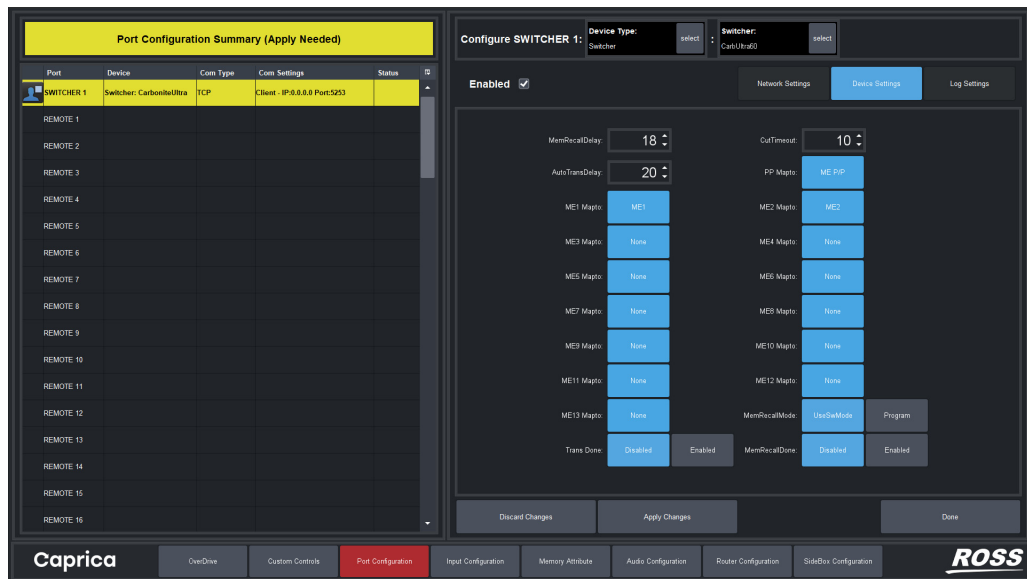 Port Configuration Summary (Apply Needed)
Port Device Com Type Com Settings Status
SWITCHER 1 Switcher: CarboniteUltra TCP Client - IP:0.0.0.0 Port:5253
REMOTE 1
REMOTE 2
REMOTE 3
REMOTE 4
REMOTE 5
REMOTE 6
REMOTE 7
REMOTE 8
REMOTE 9
REMOTE 10
REMOTE 11
REMOTE 12
REMOTE 13
REMOTE 14
REMOTE 15
REMOTE 16
Configure SWITCHER 1: Device Type: Switcher select : Switcher: CarbUltra60 select
Enabled Network Settings Device Settings Log Settings
MemRecallDelay: 18 CutTimeout: 10
AutoTransDelay: 20 PP Mapto: ME P/P
ME1 Mapto: ME1 ME2 Mapto: ME2
ME3 Mapto: None ME4 Mapto: None
ME5 Mapto: None ME6 Mapto: None
ME7 Mapto: None ME8 Mapto: None
ME9 Mapto: None ME10 Mapto: None
ME11 Mapto: None ME12 Mapto: None
ME13 Mapto: None MemRecallMode: UseSwMode Program
Trans Done: Disabled Enabled MemRecallDone: Disabled Enabled
Discard Changes Apply Changes Done
Caprica OverDrive Custom Controls Port Configuration Input Configuration Memory Attribute Audio Configuration Router Configuration SideBox Configuration ROSS